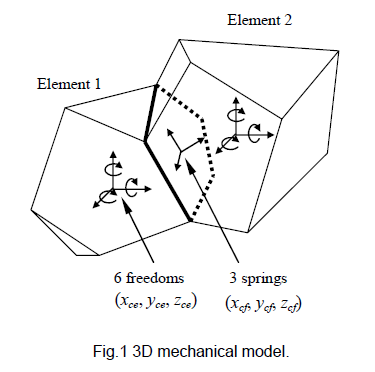 Element 2
Element 1
6 freedoms
(xce, yce, zce)
3 springs
(xcf, ycf, zcf)
Fig.1 3D mechanical model.